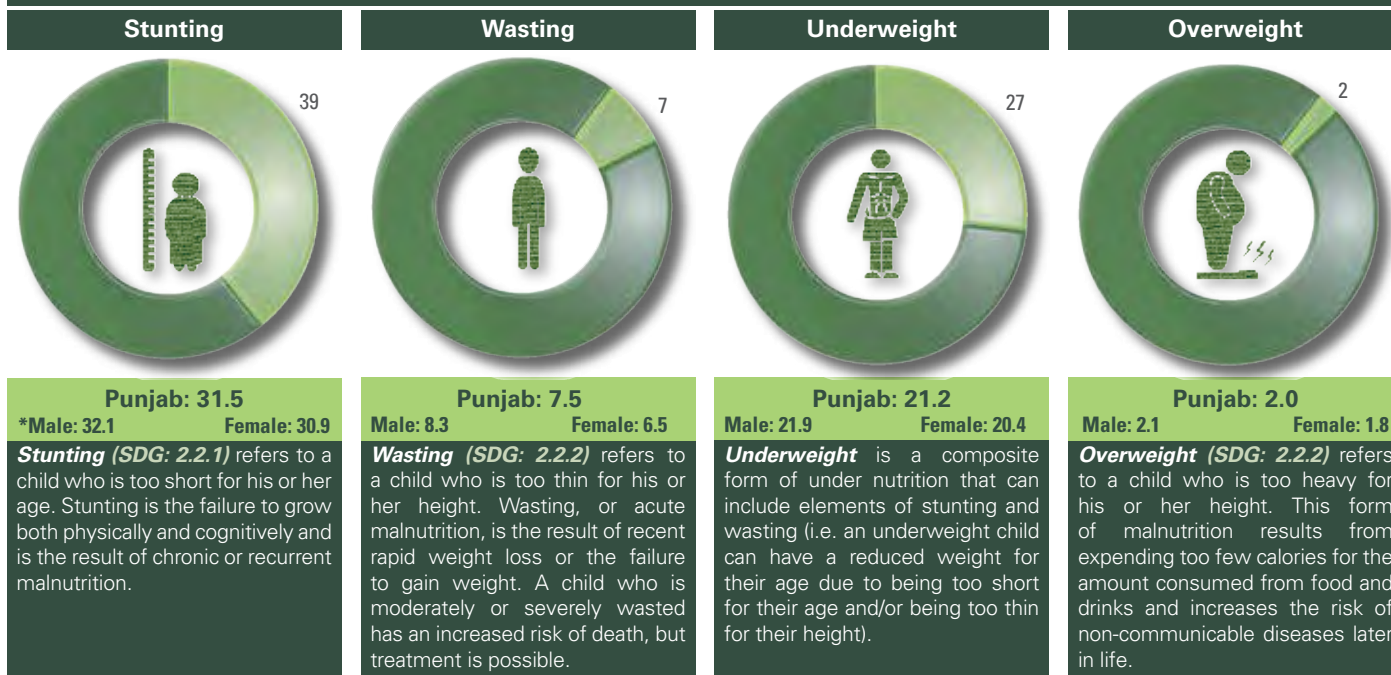 Stunting
39
Punjab: 31.5
*Male: 32.1 Female: 30.9
Stunting (SDG: 2.2.1) refers to a
child who is too short for his or her
age. Stunting is the failure to grow
both physically and cognitively and
is the result of chronic or recurrent
malnutrition.
Wasting
7
Punjab: 7.5
Male: 8.3 Female: 6.5
Wasting (SDG: 2.2.2) refers to
a child who is too thin for his or
her height. Wasting, or acute
malnutrition, is the result of recent
rapid weight loss or the failure
to gain weight. A child who is
moderately or severely wasted
has an increased risk of death, but
treatment is possible.
Underweight
27
Punjab: 21.2
Male: 21.9 Female: 20.4
Underweight is a composite
form of under nutrition that can
include elements of stunting and
wasting (i.e. an underweight child
can have a reduced weight for
their age due to being too short
for their age and/or being too thin
for their height).
Overweight
2
Punjab: 2.0
Male: 2.1 Female: 1.8
Overweight (SDG: 2.2.2) refers
to a child who is too heavy for
his or her height. This form
of malnutrition results from
expending too few calories for the
amount consumed from food and
drinks and increases the risk of
non-communicable diseases later
in life.